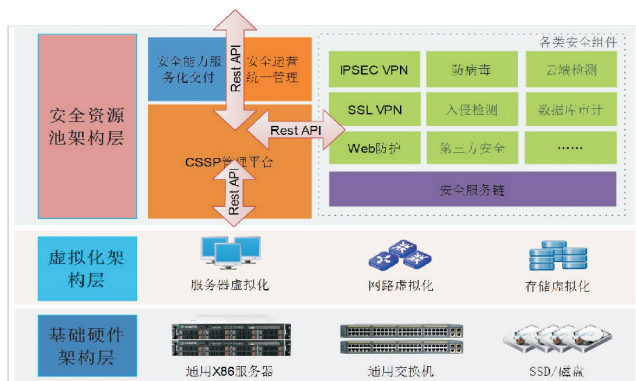 各类安全组件
安全能力服
务化交付
安全运营
统一管理
Rest API
IPSEC VPN
防病毒
云端检测
安全资源
池架构层
Rest API
SSL VPN
入侵检测
数据库审计
CSSP管理平台
Web防护
第三方安全
……
Rest API
安全服务链
虚拟化架
构层
服务器虚拟化
网络虚拟化
存储虚拟化
基础硬件
架构层
通用X86服务器
通用交换机
SSD/磁盘